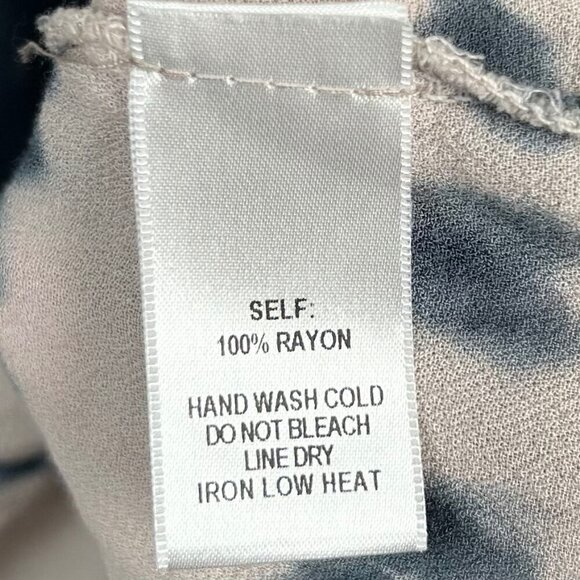 SELF:
100% RAYON
HAND WASH COLD
DO NOT BLEACH
LINE DRY
IRON LOW HEAT